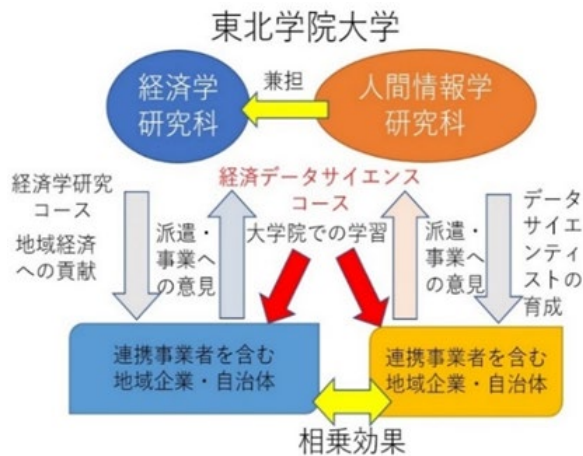 東北学院大学
経済学
研究科
兼担
人間情報学
研究科
経済学研究
コース
地域経済
への貢献
派遣・
事業への
の意見
経済データサイエンス
コース
大学院での学習
派遣・
事業への
の意見
データ
サイエ
ンティ
ストの
育成
連携事業者を含む
地域企業・自治体
連携事業者を含む
地域企業・自治体
相乗効果